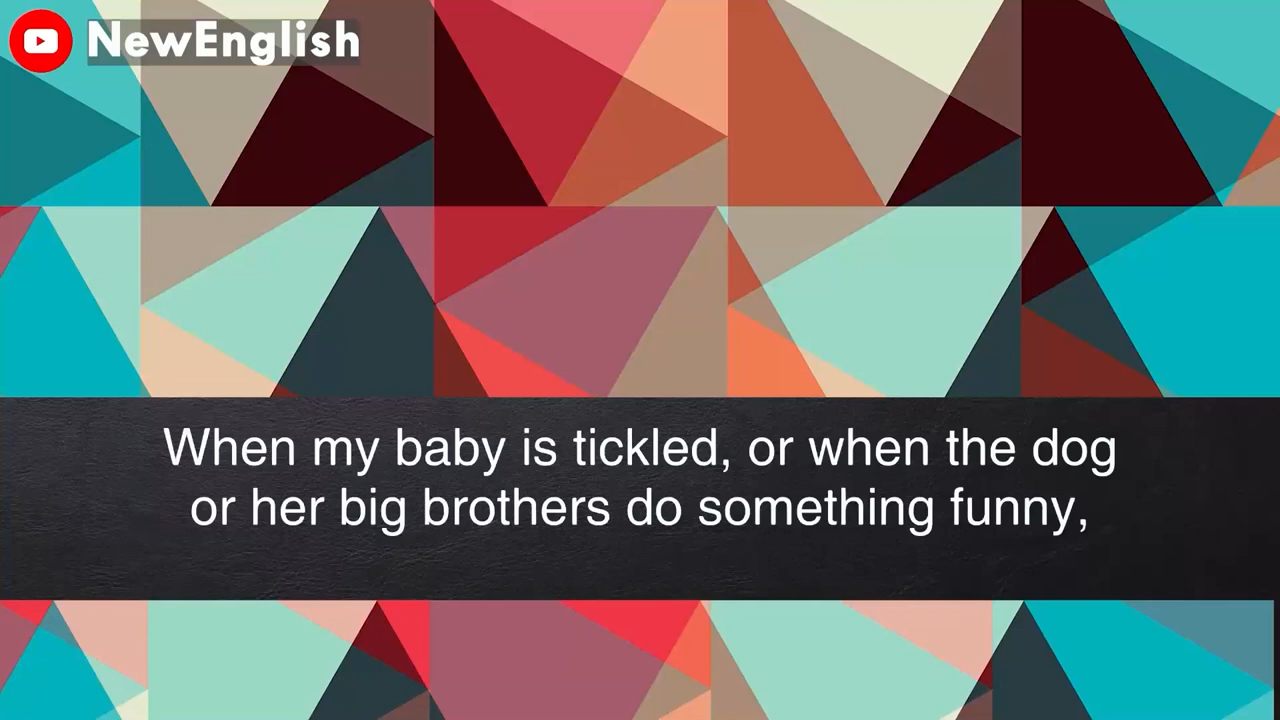 NewEnglish
When my baby is tickled, or when the dog
or her big brothers do something funny,